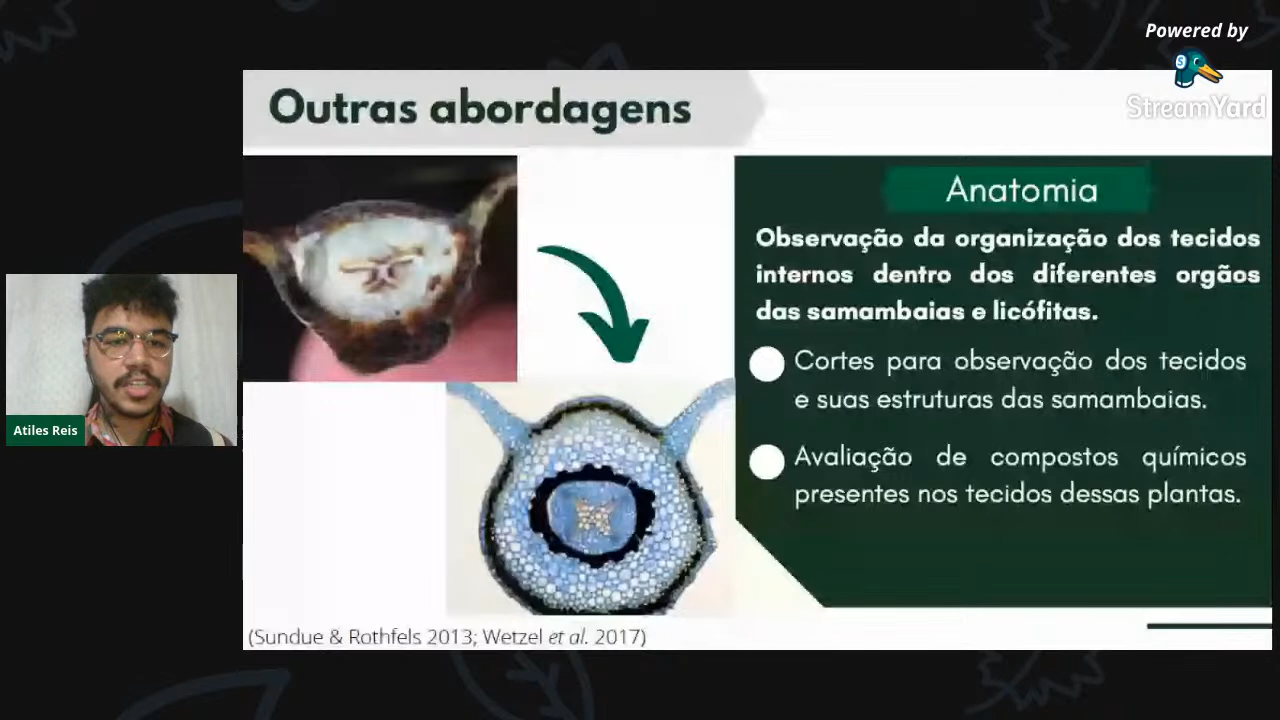 Powered by
StreamYard
Outras abordagens
Anatomia
Observação da organização dos tecidos
internos dentro dos diferentes orgãos
das samambaias e licófitas.
Cortes para observação dos tecidos
e suas estruturas das samambaias.
Avaliação de compostos químicos
presentes nos tecidos dessas plantas.
Atiles Reis
(Sundue & Rothfels 2013; Wetzel et al. 2017)